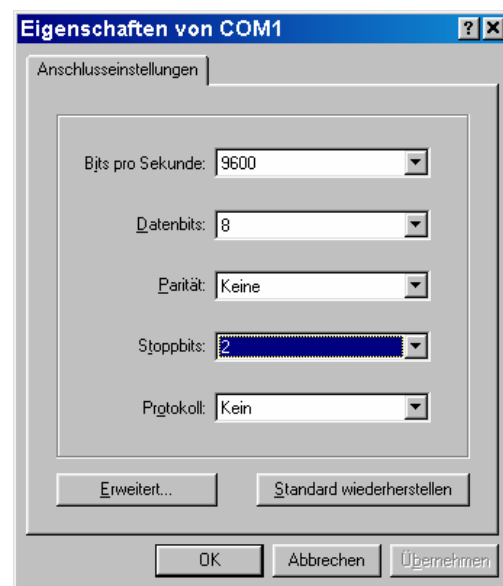 Eigenschaften von COM1
Anschlusseinstellungen
Bits pro Sekunde: 9600
Datenbits: 8
Parität: Keine
Stoppbits: 2
Protokoll: Kein
Erweitert...
Standard wiederherstellen
OK
Abbrechen
Übernehmen